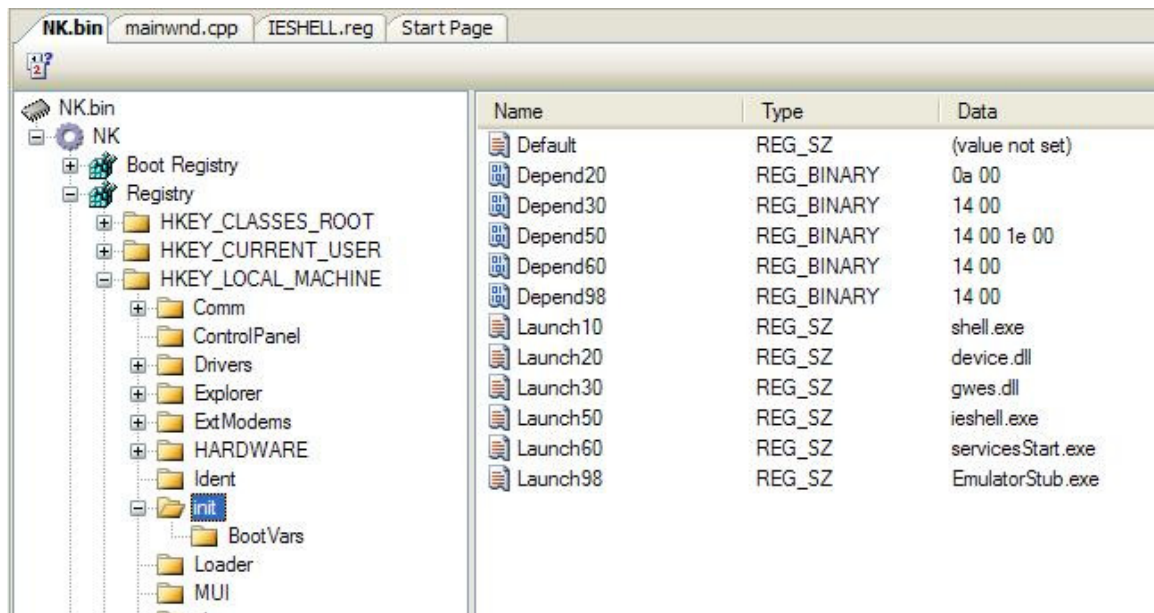 NK.bin mainwnd.cpp IESHELL.reg Start Page
NK.bin
NK
Boot Registry
Registry
HKEY_CLASSES_ROOT
HKEY_CURRENT_USER
HKEY_LOCAL_MACHINE
Comm
ControlPanel
Drivers
Explorer
ExtModems
HARDWARE
Ident
init
BootVars
Loader
MUI
Name Type Data
Default REG_SZ (value not set)
Depend20 REG_BINARY 0a 00
Depend30 REG_BINARY 14 00
Depend50 REG_BINARY 14 00 1e 00
Depend60 REG_BINARY 14 00
Depend98 REG_BINARY 14 00
Launch10 REG_SZ shell.exe
Launch20 REG_SZ device.dll
Launch30 REG_SZ gwes.dll
Launch50 REG_SZ ieshell.exe
Launch60 REG_SZ servicesStart.exe
Launch98 REG_SZ EmulatorStub.exe